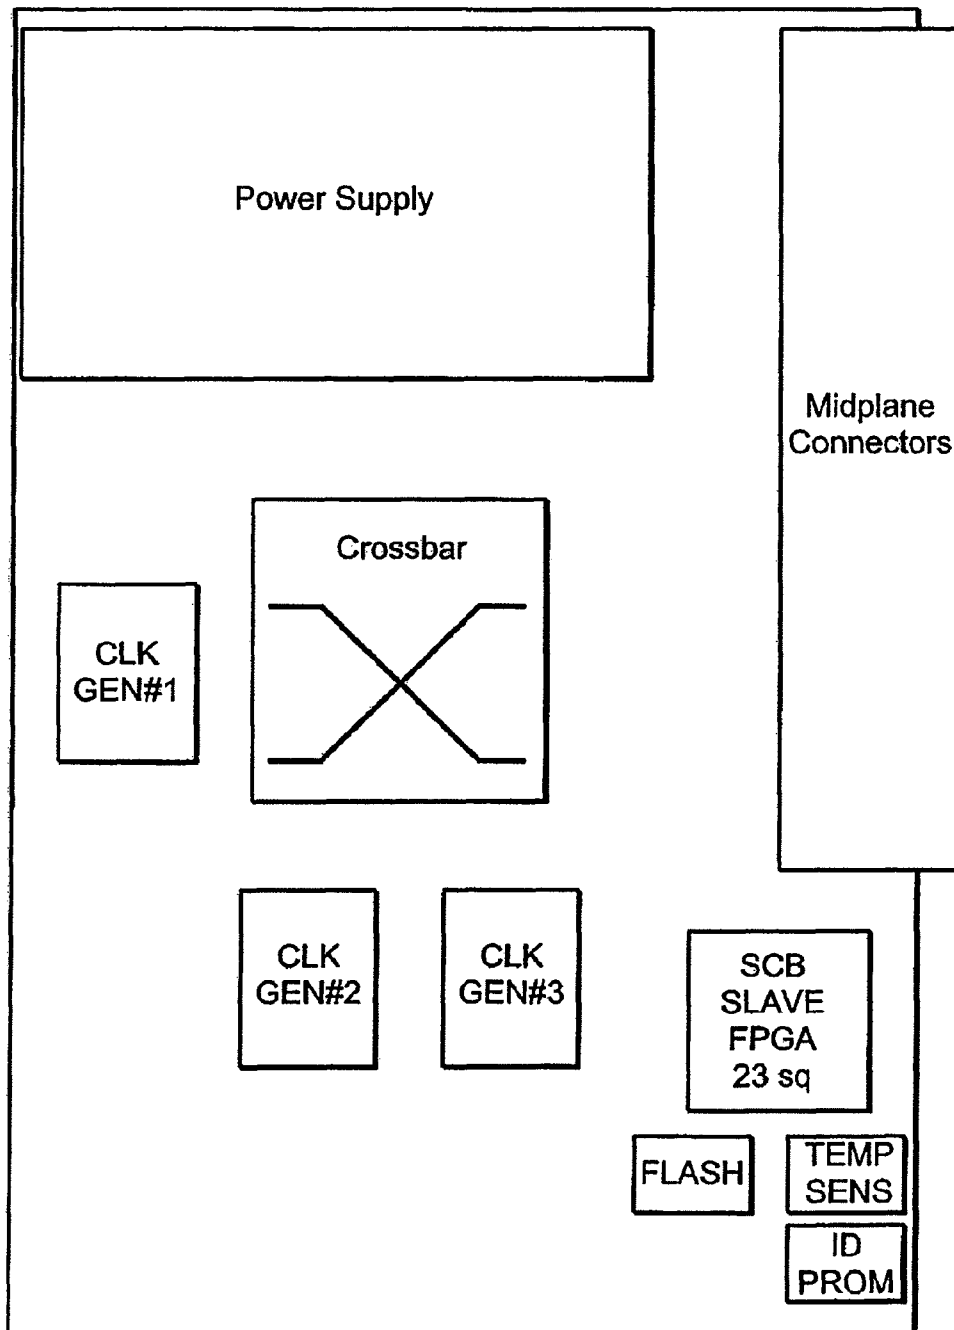 Power Supply
Midplane
Connectors
Crossbar
CLK
GEN#1
CLK
GEN#2
CLK
GEN#3
SCB
SLAVE
FPGA
23 sq
FLASH
TEMP
SENS
ID
PROM